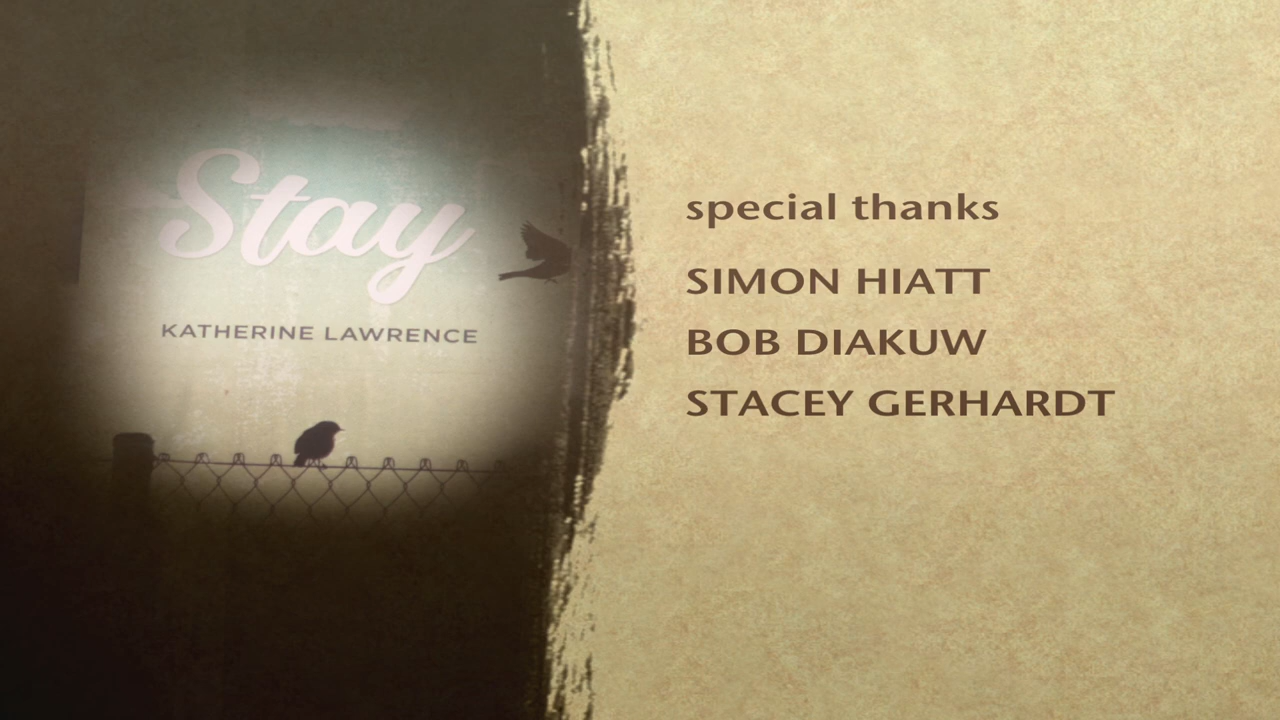 Stay
KATHERINE LAWRENCE
special thanks
SIMON HIATT
BOB DIAKUW
STACEY GERHARDT